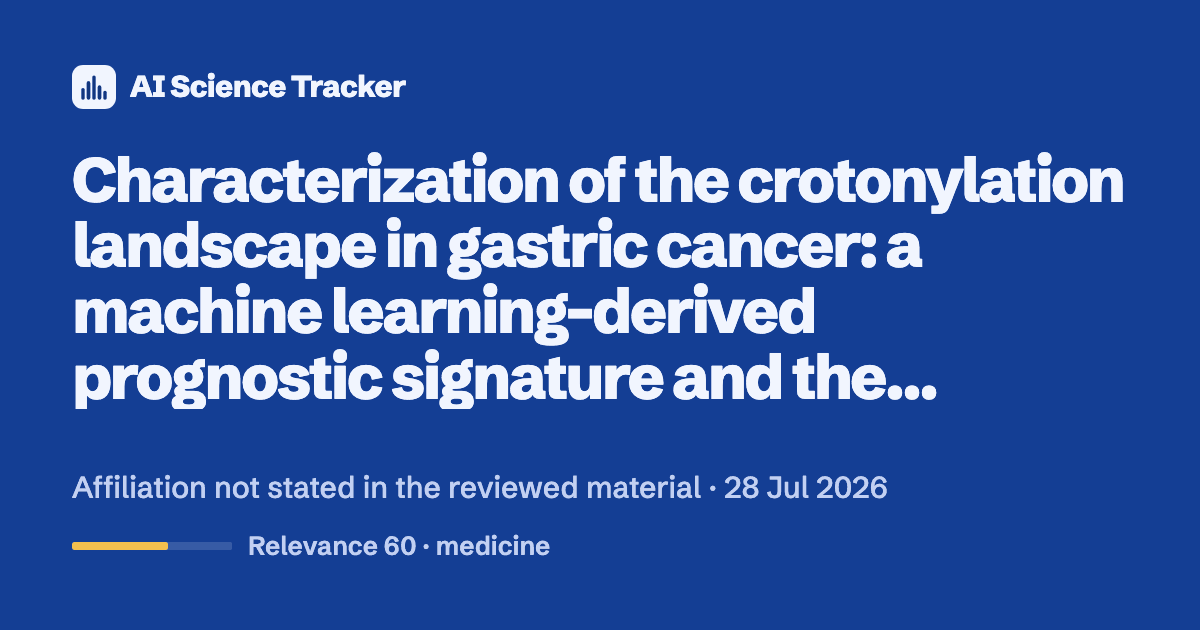 AI Science Tracker
Characterization of the crotonylation
landscape in gastric cancer: a
machine learning-derived
prognostic signature and the...
Affiliation not stated in the reviewed material · 28 Jul 2026
Relevance 60 · medicine